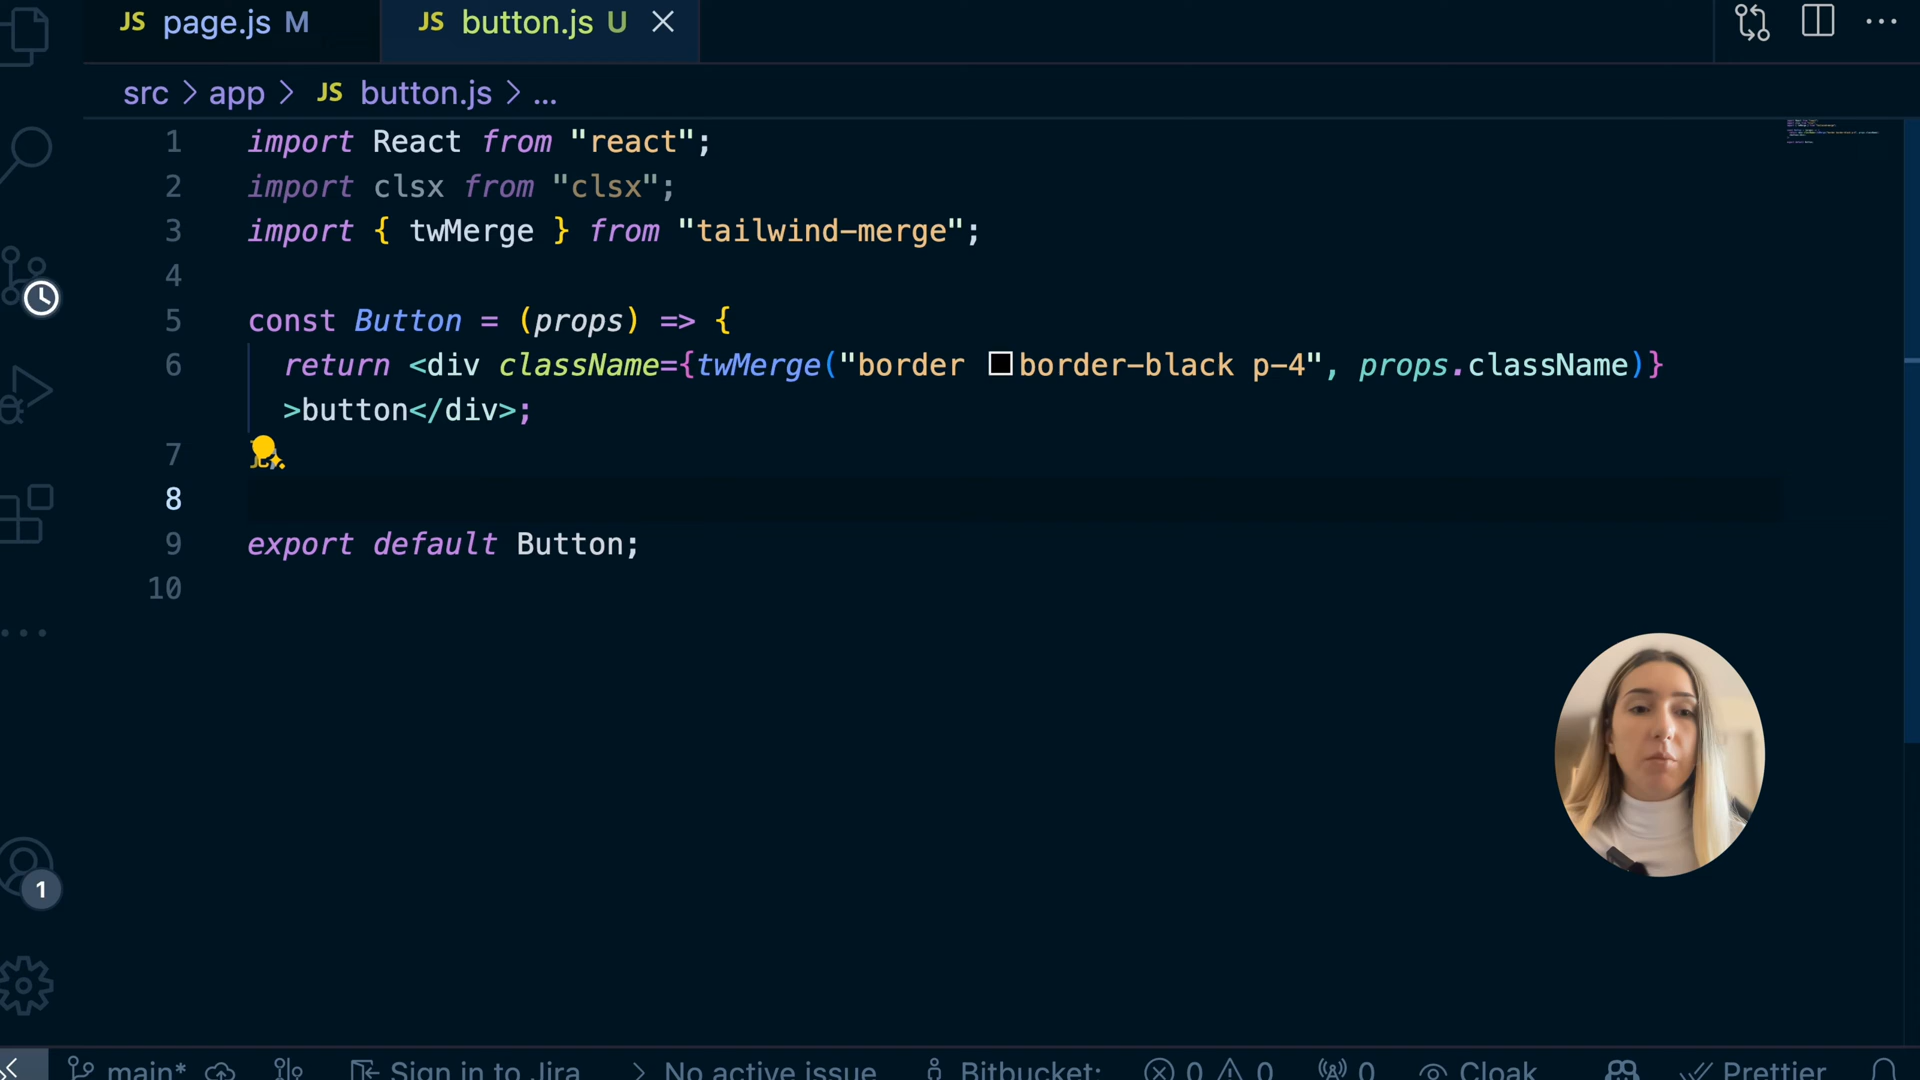 JS page.js M
JS button.js U
src > app > JS button.js > ...
1 import React from "react";
2 import clsx from "clsx";
3 import { twMerge } from "tailwind-merge";
4
5 const Button = (props) => {
6 return <div className={twMerge("border border-black p-4", props.className)}
>button</div>;
7
8
9 export default Button;
10
1
main* Sign in to Jira > No active issue Bitbucket: 0 0 0 Cloak Prettier